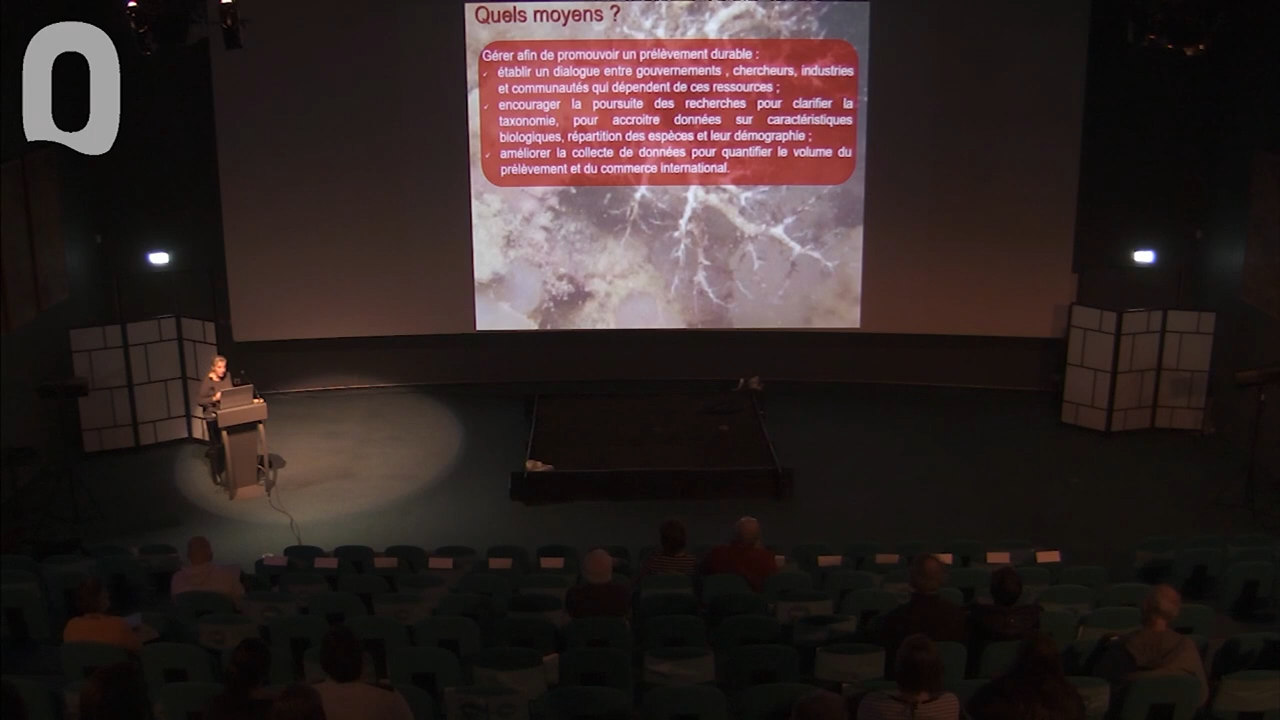 Quels moyens ?
Gérer afin de promouvoir un prélèvement durable :
✓ établir un dialogue entre gouvernements , chercheurs, industries
et communautés qui dépendent de ces ressources ;
✓ encourager la poursuite des recherches pour clarifier la
taxonomie, pour accroitre données sur caractéristiques
biologiques, répartition des espèces et leur démographie ;
✓ améliorer la collecte de données pour quantifier le volume du
prélèvement et du commerce international.